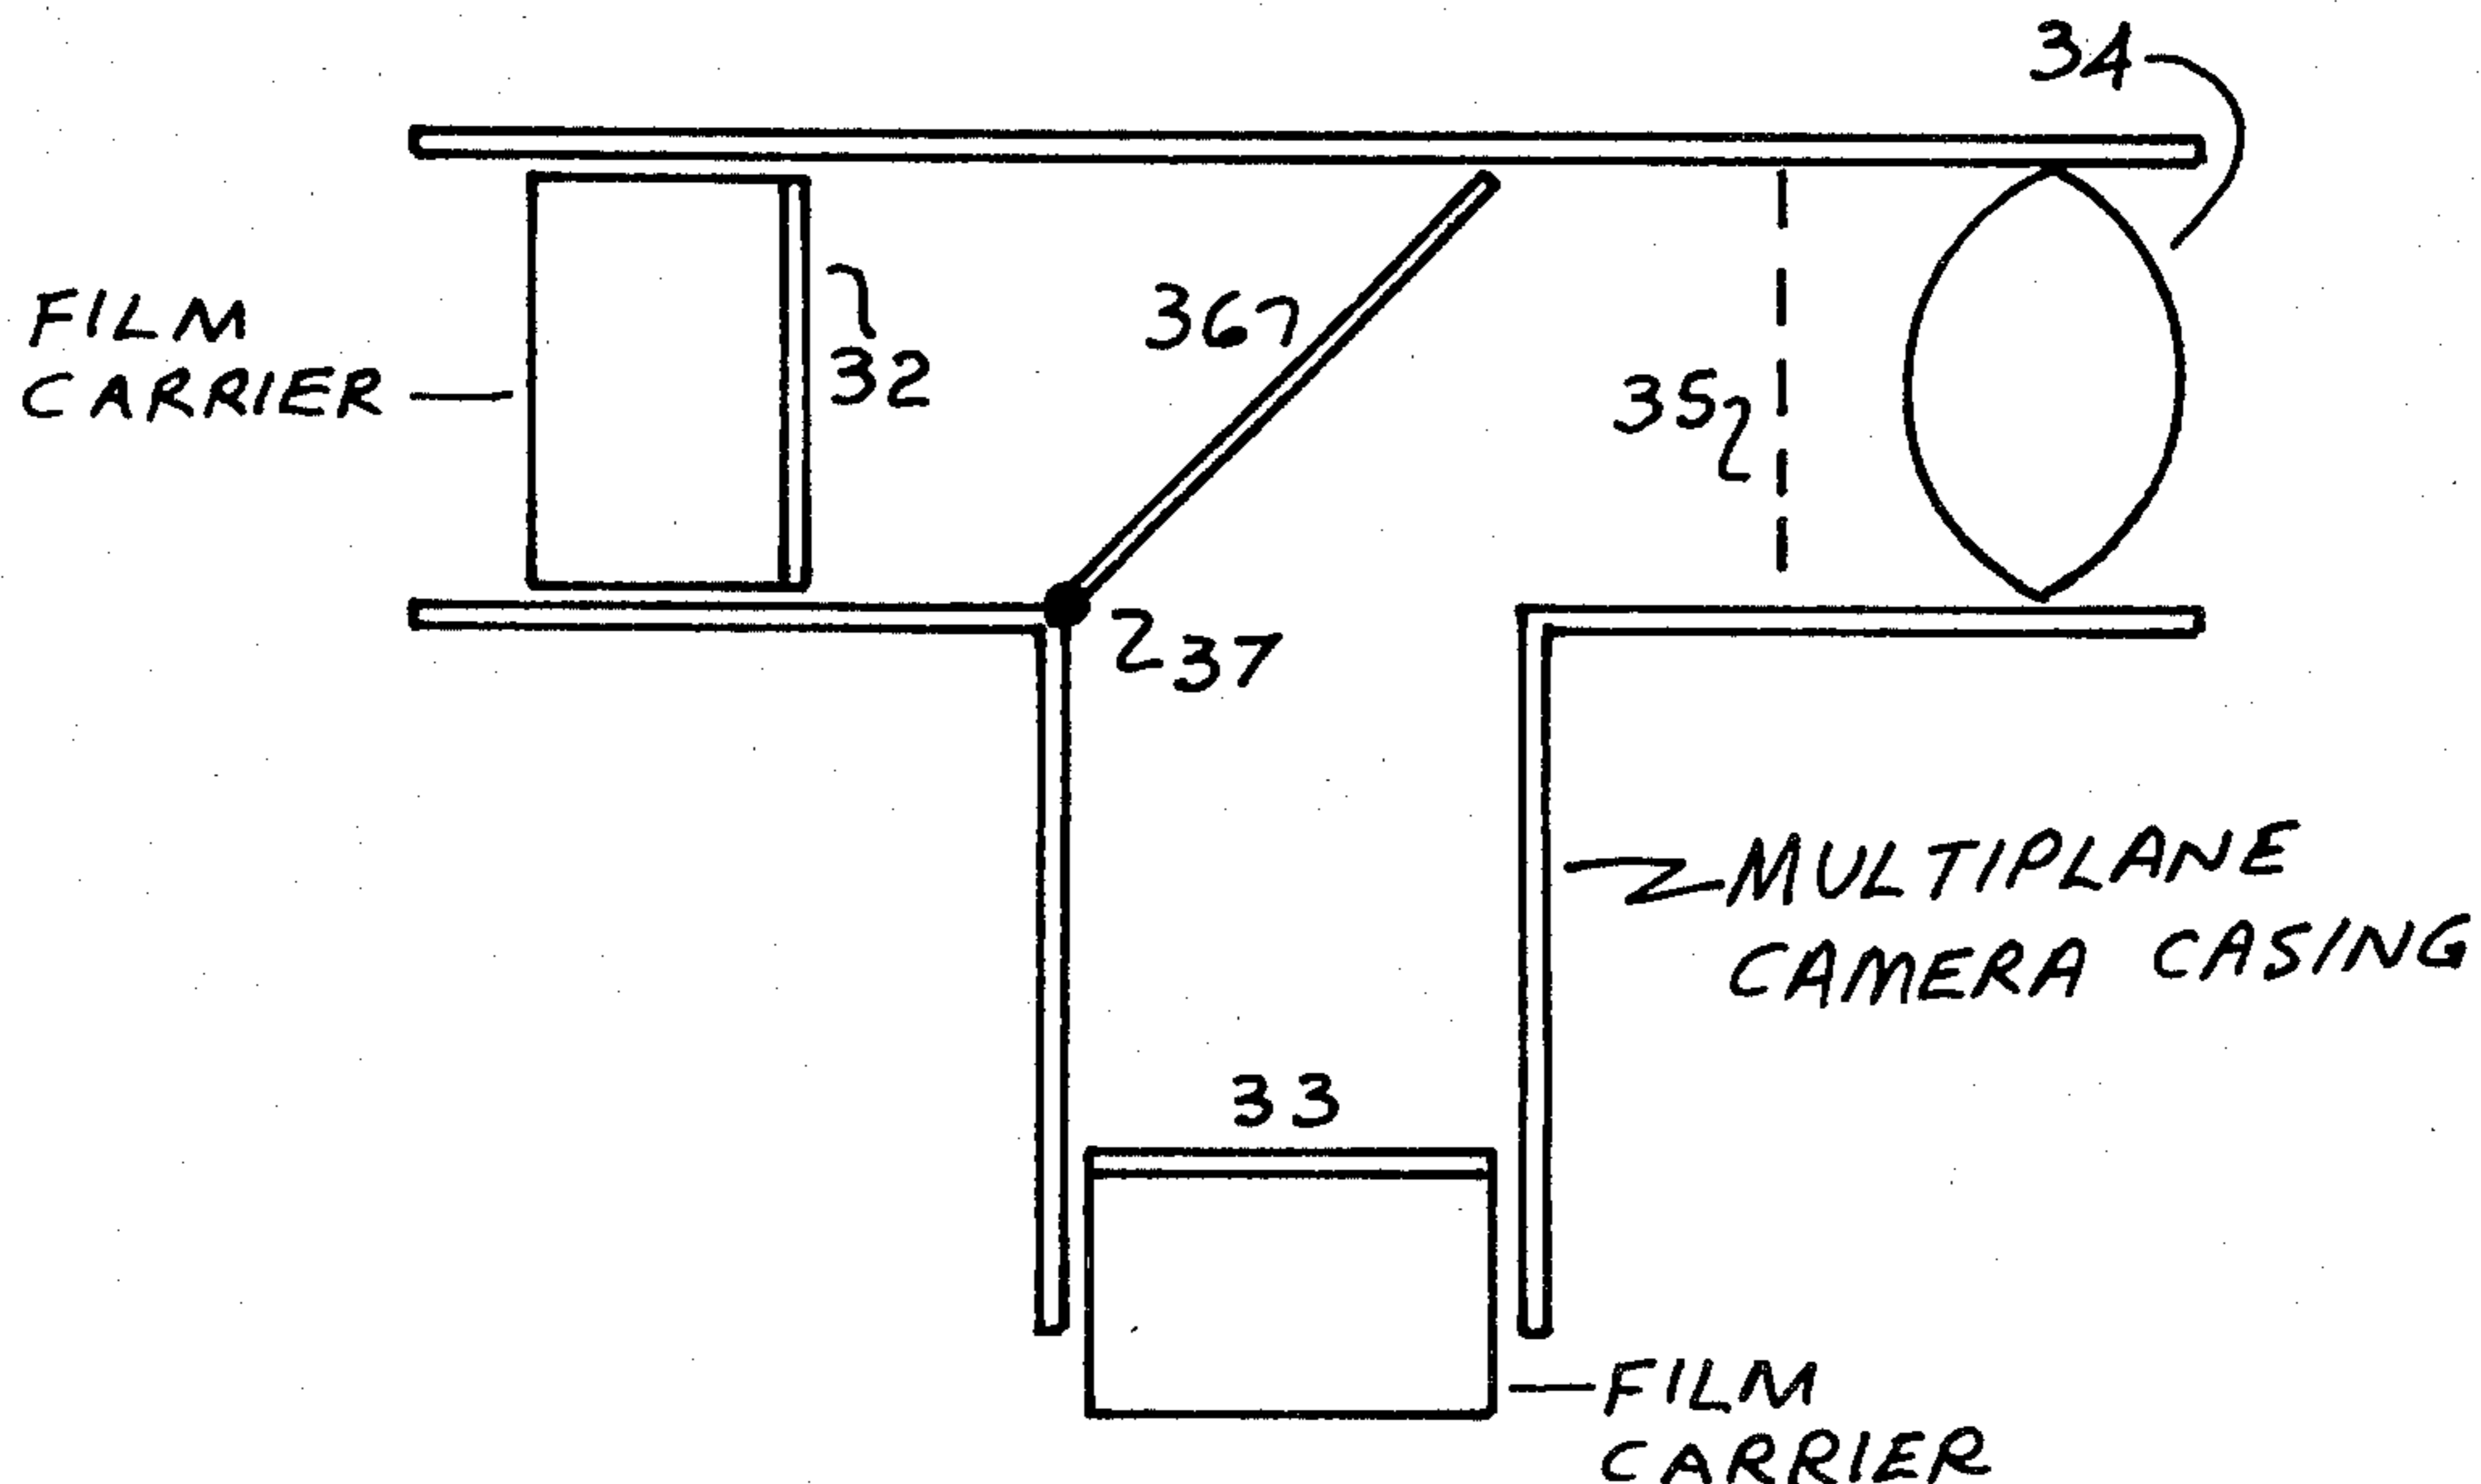 34
FILM
CARRIER
32
36
35
37
MULTIPLANE
CAMERA CASING
33
FILM
CARRIER